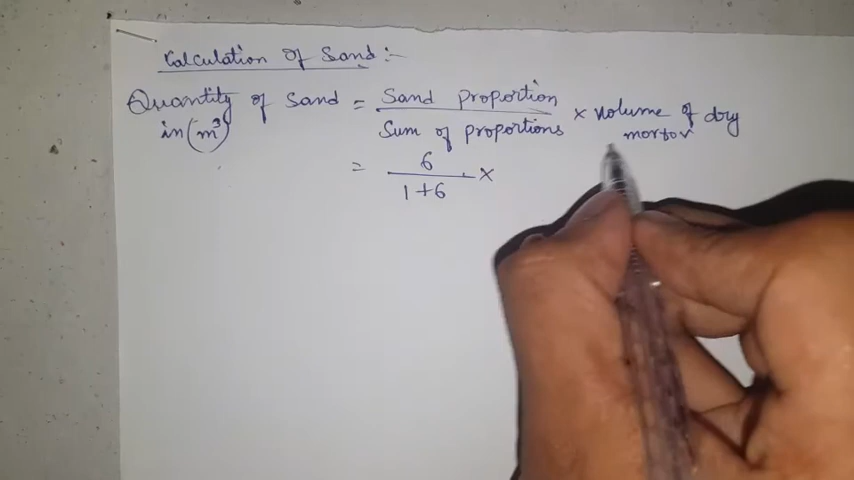 Calculation Of Sand :-
Quantity of Sand = Sand proportion / Sum of proportions × volume of dry mortar
in (m³)
= 6 / 1+6 ×